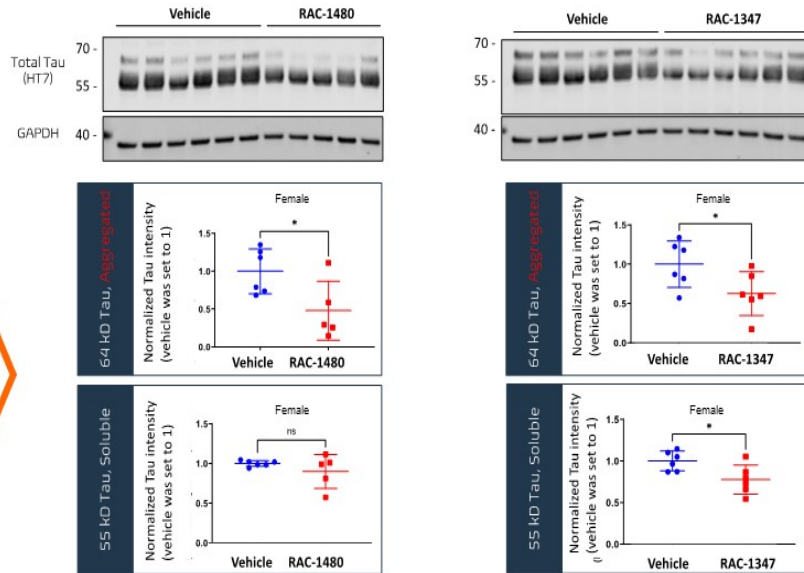 Vehicle RAC-1480
Total Tau
(HT7)
70 -
55 -
GAPDH
40 -
Vehicle RAC-1347
70 -
55 -
40 -
64 kD Tau, Aggregated
Normalized Tau intensity
(vehicle was set to 1)
Female
*
1.5
1.0
0.5
0.0
Vehicle RAC-1480
64 kD Tau, Aggregated
Normalized Tau intensity
(vehicle was set to 1)
Female
*
1.5
1.0
0.5
0.0
Vehicle RAC-1347
55 kD Tau, Soluble
Normalized Tau intensity
(vehicle was set to 1)
Female
ns
1.5
1.0
0.5
0.0
Vehicle RAC-1480
55 kD Tau, Soluble
Normalized Tau intensity
(vehicle was set to 1)
Female
*
1.5
1.0
0.5
0.0
Vehicle RAC-1347